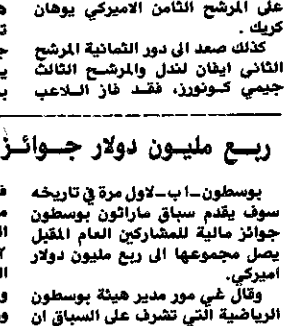 على المرشح الثامن الاميركي يوهان
كريك .
كذلك صعد الى دور الثمانية المرشح
الثاني ايفان لندل والمرشح الثالث
جيمي كونورز، فقد فاز اللاعب
ربع مليون دولار جوائز
بوسطون_ا ب_لاول مرة في تاريخه
سوف يقدم سباق ماراثون بوسطون
جوائز مالية للمشاركين العام المقبل
يصل مجموعها الى ربع مليون دولار
اميركي.
وقال غي مور مدير هيئة بوسطون
الرياضية التي تشرف على السباق ان